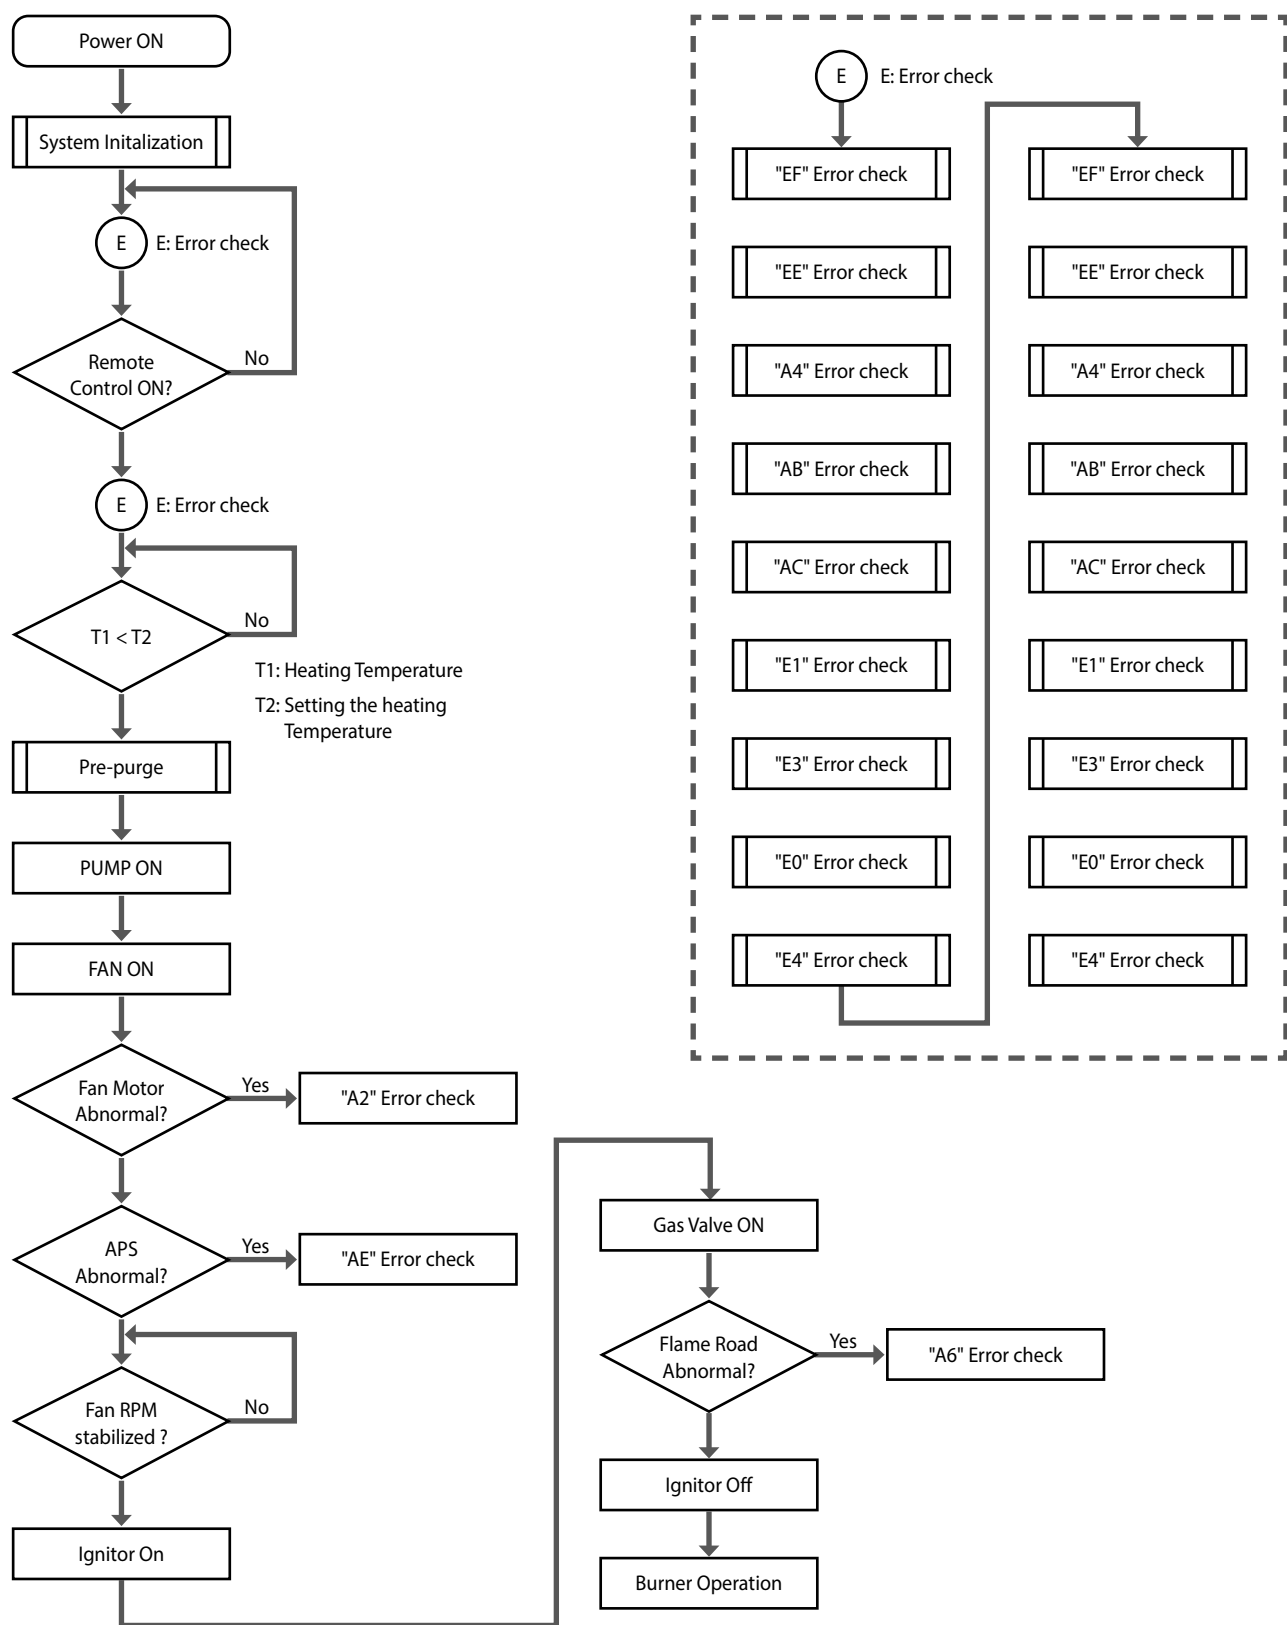 Power ON
System Initalization
E
E: Error check
Remote
Control ON?
No
E
E: Error check
T1 < T2
No
T1: Heating Temperature
T2: Setting the heating
Temperature
Pre-purge
PUMP ON
FAN ON
Fan Motor
Abnormal?
Yes
"A2" Error check
APS
Abnormal?
Yes
"AE" Error check
Fan RPM
stabilized ?
No
Ignitor On
Gas Valve ON
Flame Road
Abnormal?
Yes
"A6" Error check
Ignitor Off
Burner Operation
E
E: Error check
"EF" Error check
"EE" Error check
"A4" Error check
"AB" Error check
"AC" Error check
"E1" Error check
"E3" Error check
"E0" Error check
"E4" Error check
"EF" Error check
"EE" Error check
"A4" Error check
"AB" Error check
"AC" Error check
"E1" Error check
"E3" Error check
"E0" Error check
"E4" Error check